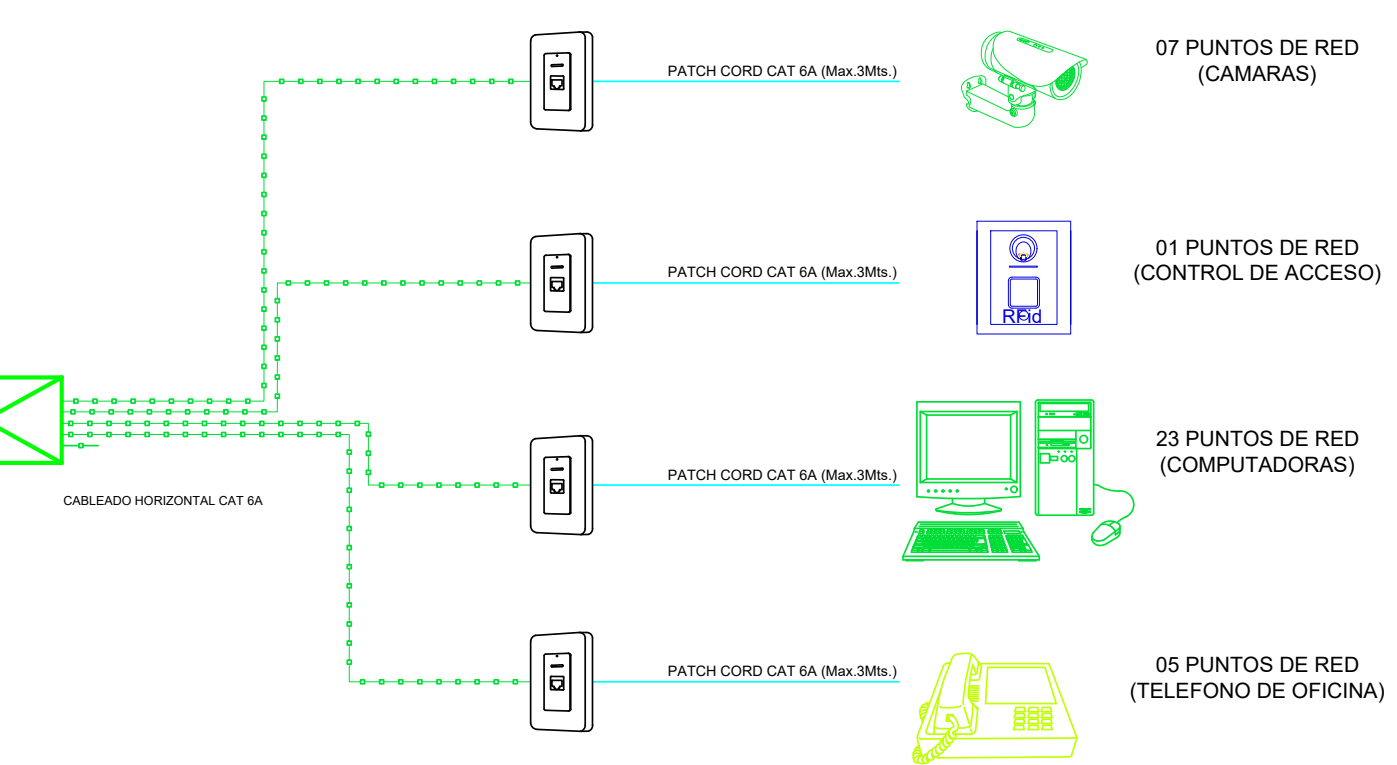 PATCH CORD CAT 6A (Max.3Mts.)
07 PUNTOS DE RED
(CAMARAS)
PATCH CORD CAT 6A (Max.3Mts.)
RFid
01 PUNTOS DE RED
(CONTROL DE ACCESO)
CABLEADO HORIZONTAL CAT 6A
PATCH CORD CAT 6A (Max.3Mts.)
23 PUNTOS DE RED
(COMPUTADORAS)
PATCH CORD CAT 6A (Max.3Mts.)
05 PUNTOS DE RED
(TELEFONO DE OFICINA)